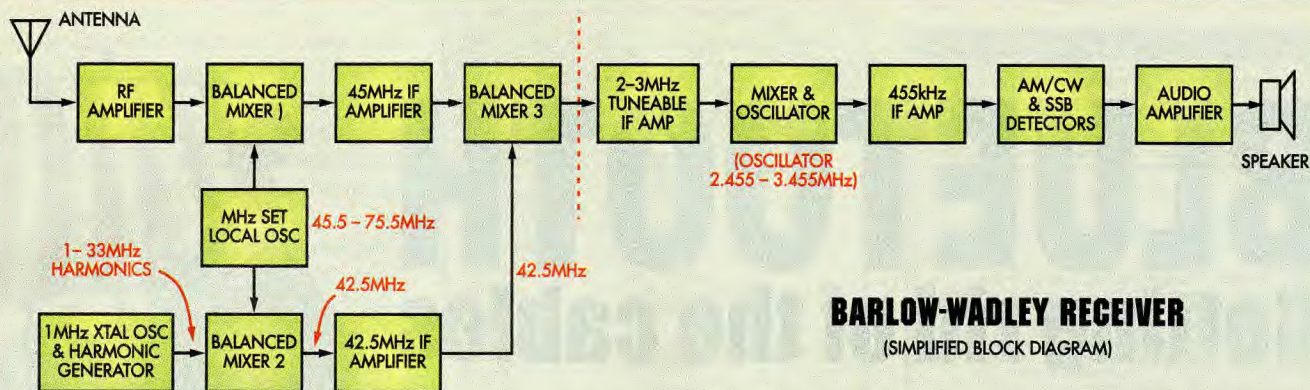 ANTENNA
RF
AMPLIFIER
BALANCED
MIXER )
45MHz IF
AMPLIFIER
BALANCED
MIXER 3
2–3MHz
TUNEABLE
IF AMP
MIXER &
OSCILLATOR
455kHz
IF AMP
AM/CW
& SSB
DETECTORS
AUDIO
AMPLIFIER
SPEAKER
(OSCILLATOR
2.455 – 3.455MHz)
MHz SET
LOCAL OSC
45.5 – 75.5MHz
1– 33MHz
HARMONICS
42.5MHz
42.5MHz
1MHz XTAL OSC
& HARMONIC
GENERATOR
BALANCED
MIXER 2
42.5MHz IF
AMPLIFIER
BARLOW-WADLEY RECEIVER
(SIMPLIFIED BLOCK DIAGRAM)